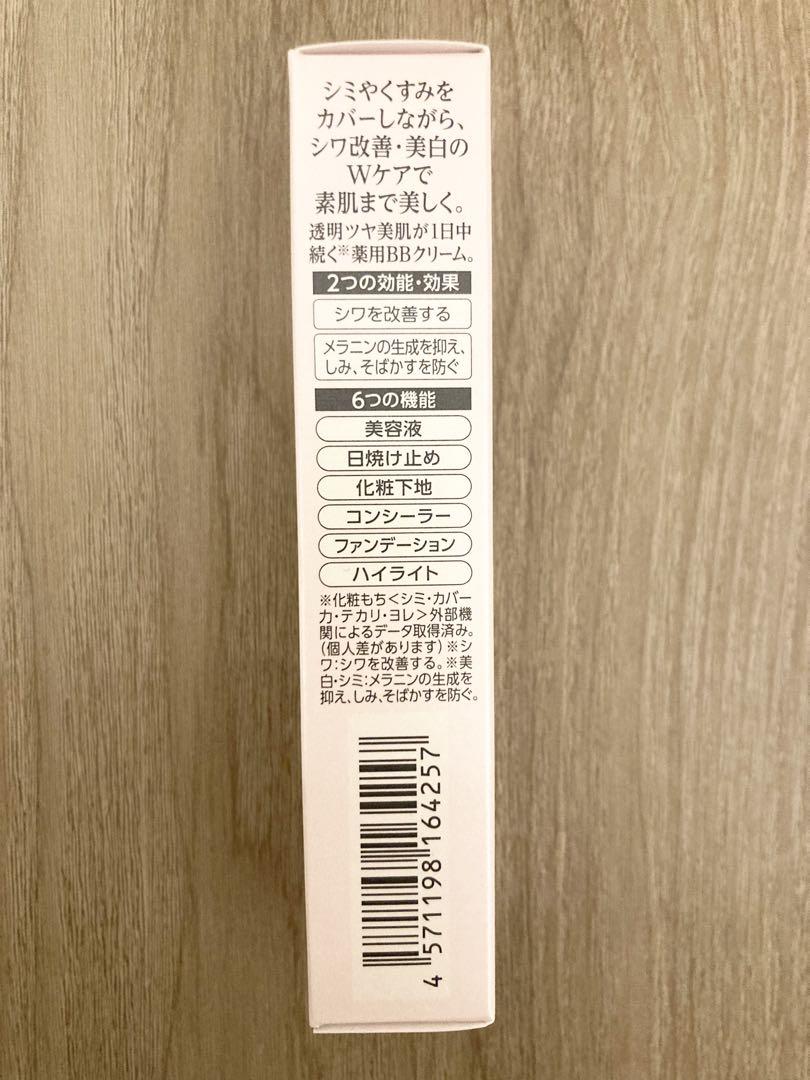 シミやくすみを
カバーしながら、
シワ改善・美白の
Wケアで
素肌まで美しく。
透明ツヤ美肌が1日中
続く※薬用BBクリーム。
2つの効能・効果
シワを改善する
メラニンの生成を抑え、
しみ、そばかすを防ぐ
6つの機能
美容液
日焼け止め
化粧下地
コンシーラー
ファンデーション
ハイライト
※化粧もち<シミ・カバー
力・テカリ・ヨレ>外部機
関によるデータ取得済み。
(個人差があります)※シ
ワ:シワを改善する。※美
白・シミ:メラニンの生成を
抑え、しみ、そばかすを防ぐ。
4 571198 164257